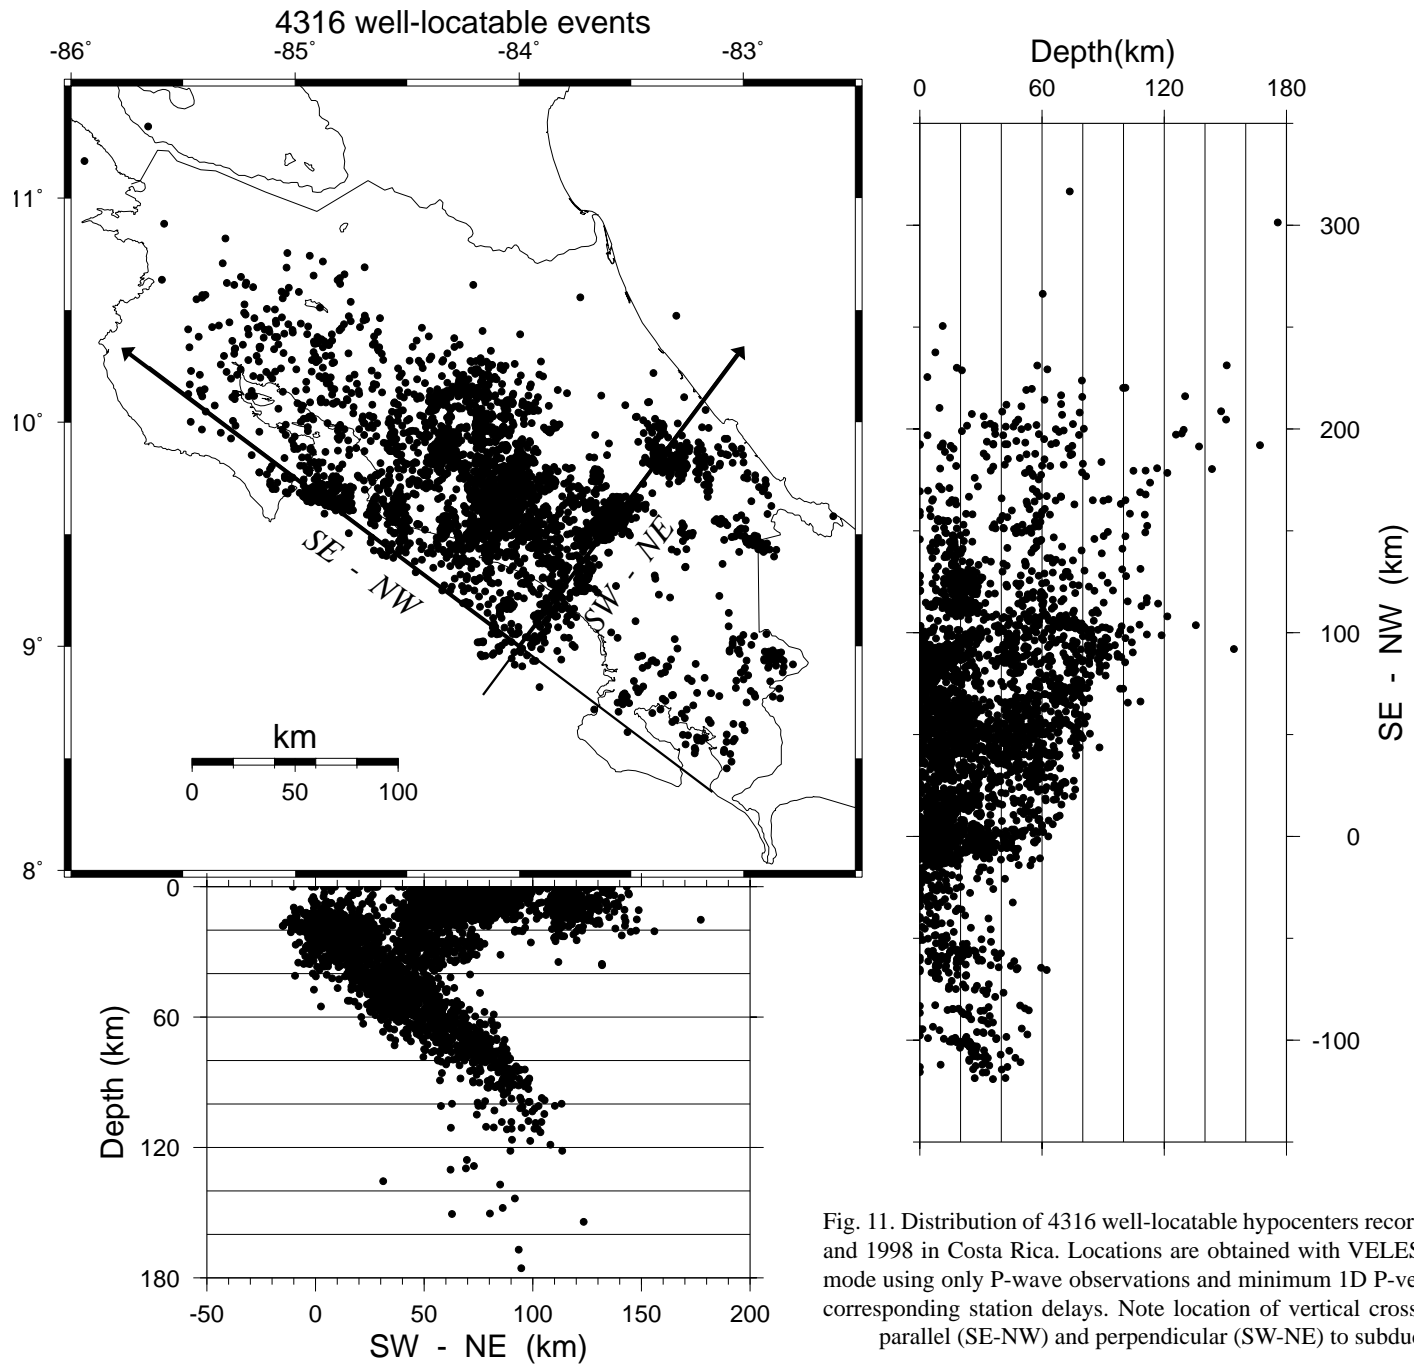 4316 well-locatable events
-86° -85° -84° -83°
11°
10°
9°
8°
SE - NW
SW - NE
km
0 50 100
Depth(km)
0 60 120 180
300
200
100
0
-100
SE - NW (km)
0
60
120
180
Depth (km)
-50 0 50 100 150 200
SW - NE (km)
Fig. 11. Distribution of 4316 well-locatable hypocenters recor
and 1998 in Costa Rica. Locations are obtained with VELES
mode using only P-wave observations and minimum 1D P-ve
corresponding station delays. Note location of vertical cross
parallel (SE-NW) and perpendicular (SW-NE) to subdu